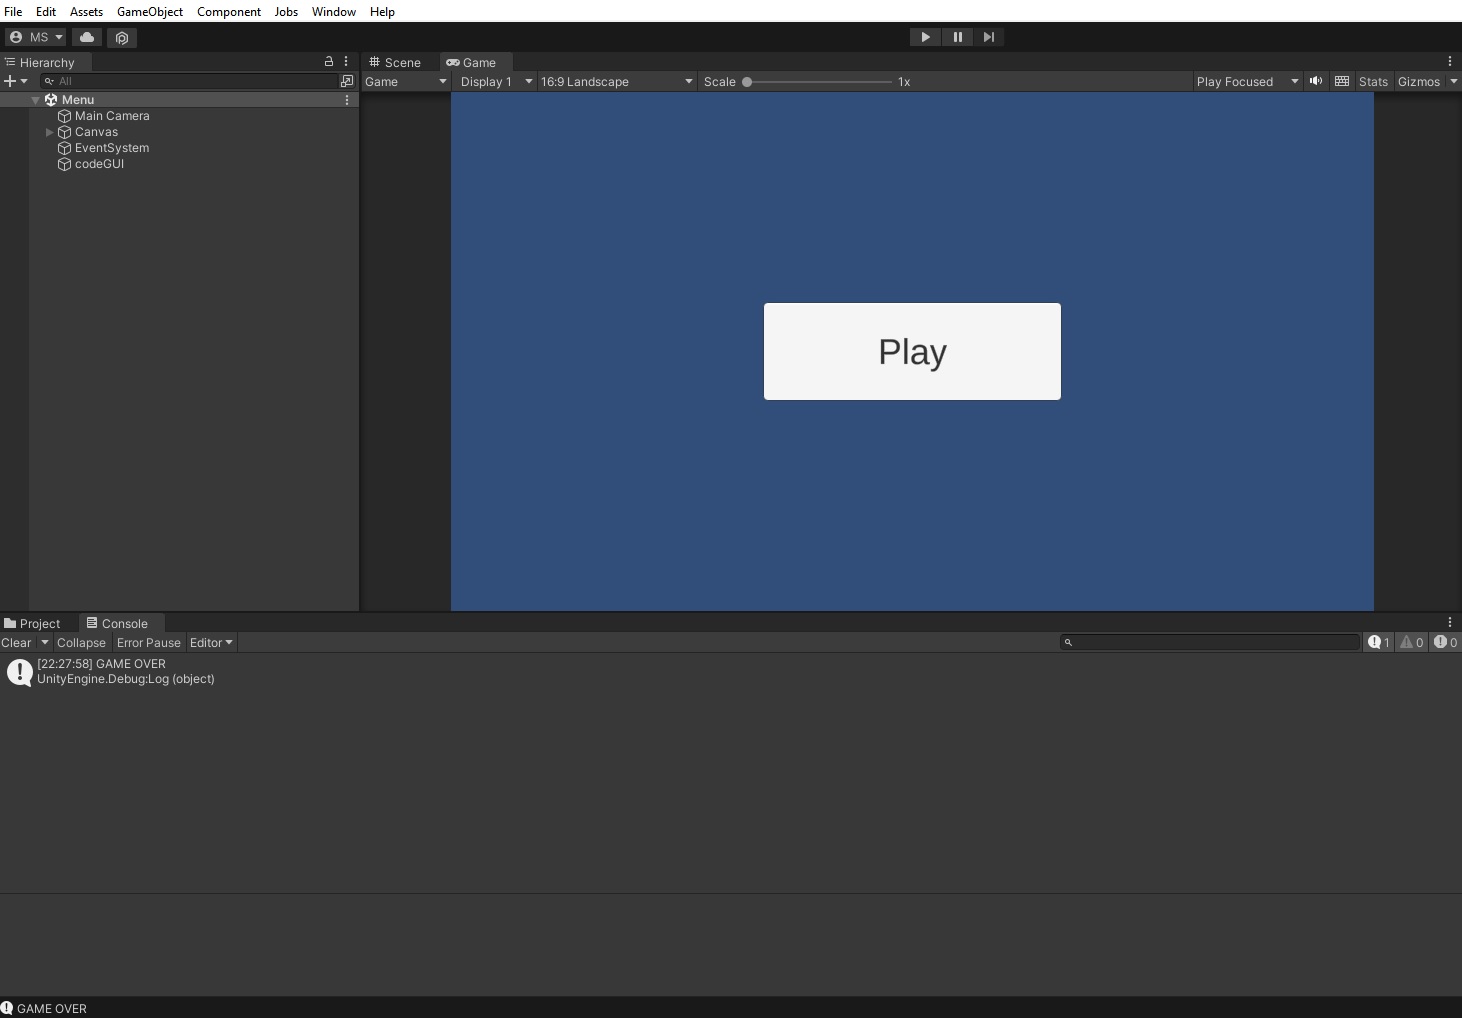 File Edit Assets GameObject Component Jobs Window Help
MS
Hierarchy
Scene Game
All
Game Display 1 16:9 Landscape Scale 1x Play Focused Stats Gizmos
Menu
Main Camera
Canvas
EventSystem
codeGUI
Play
Project Console
Clear Collapse Error Pause Editor 1 0 0
[22:27:58] GAME OVER
UnityEngine.Debug:Log (object)
GAME OVER